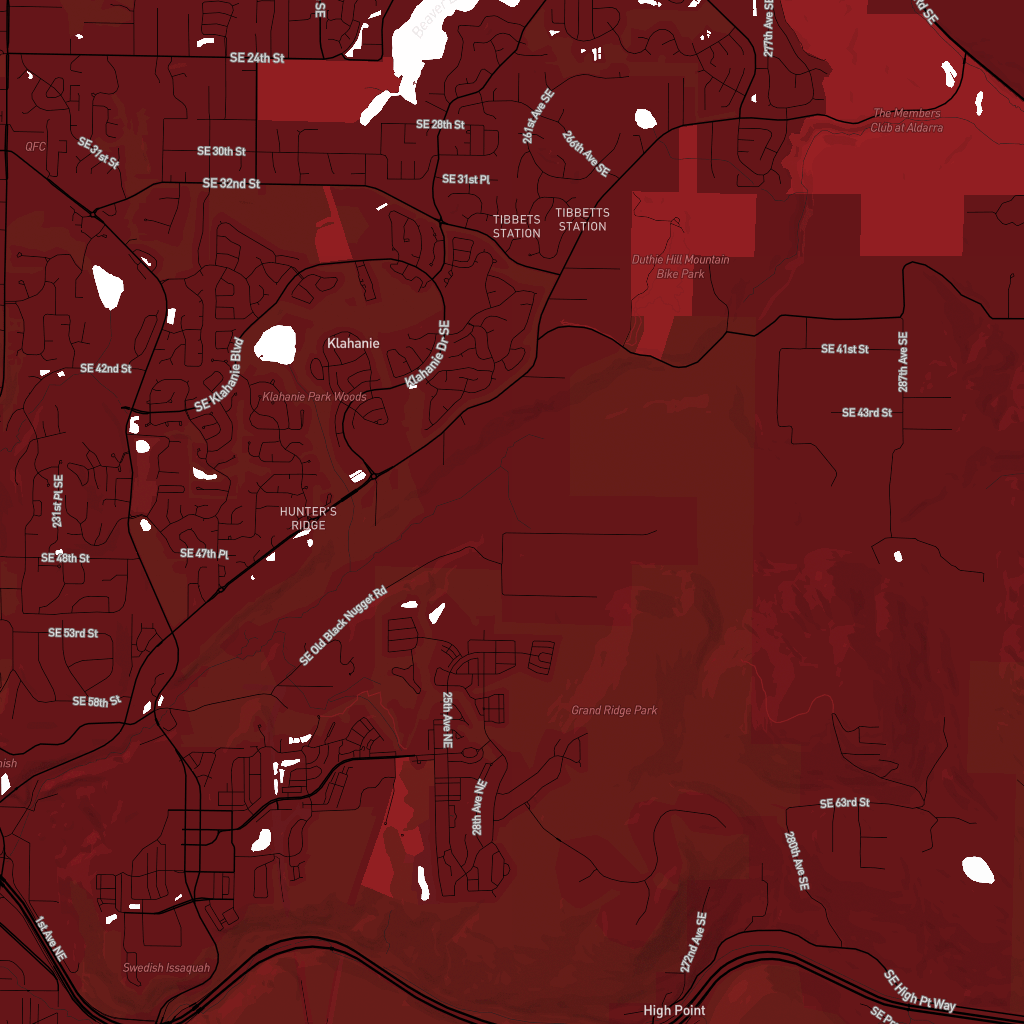 SE
Beaver
277th Ave SE
SE
SE 24th St
The Members
Club at Aldarra
261st Ave SE
SE 28th St
266th Ave SE
QFC
SE 31st St
SE 30th St
SE 32nd St
SE 31st Pl
TIBBETS
STATION
TIBBETTS
STATION
Duthie Hill Mountain
Bike Park
Klahanie
SE Klahanie Blvd
Klahanie Dr SE
SE 41st St
287th Ave SE
SE 42nd St
Klahanie Park Woods
SE 43rd St
231st Pl SE
HUNTER'S
RIDGE
SE 47th Pl
SE 48th St
SE Old Black Nugget Rd
SE 53rd St
SE 58th St
25th Ave NE
Grand Ridge Park
28th Ave NE
SE 63rd St
280th Ave SE
1st Ave NE
272nd Ave SE
Swedish Issaquah
SE High Pt Way
High Point